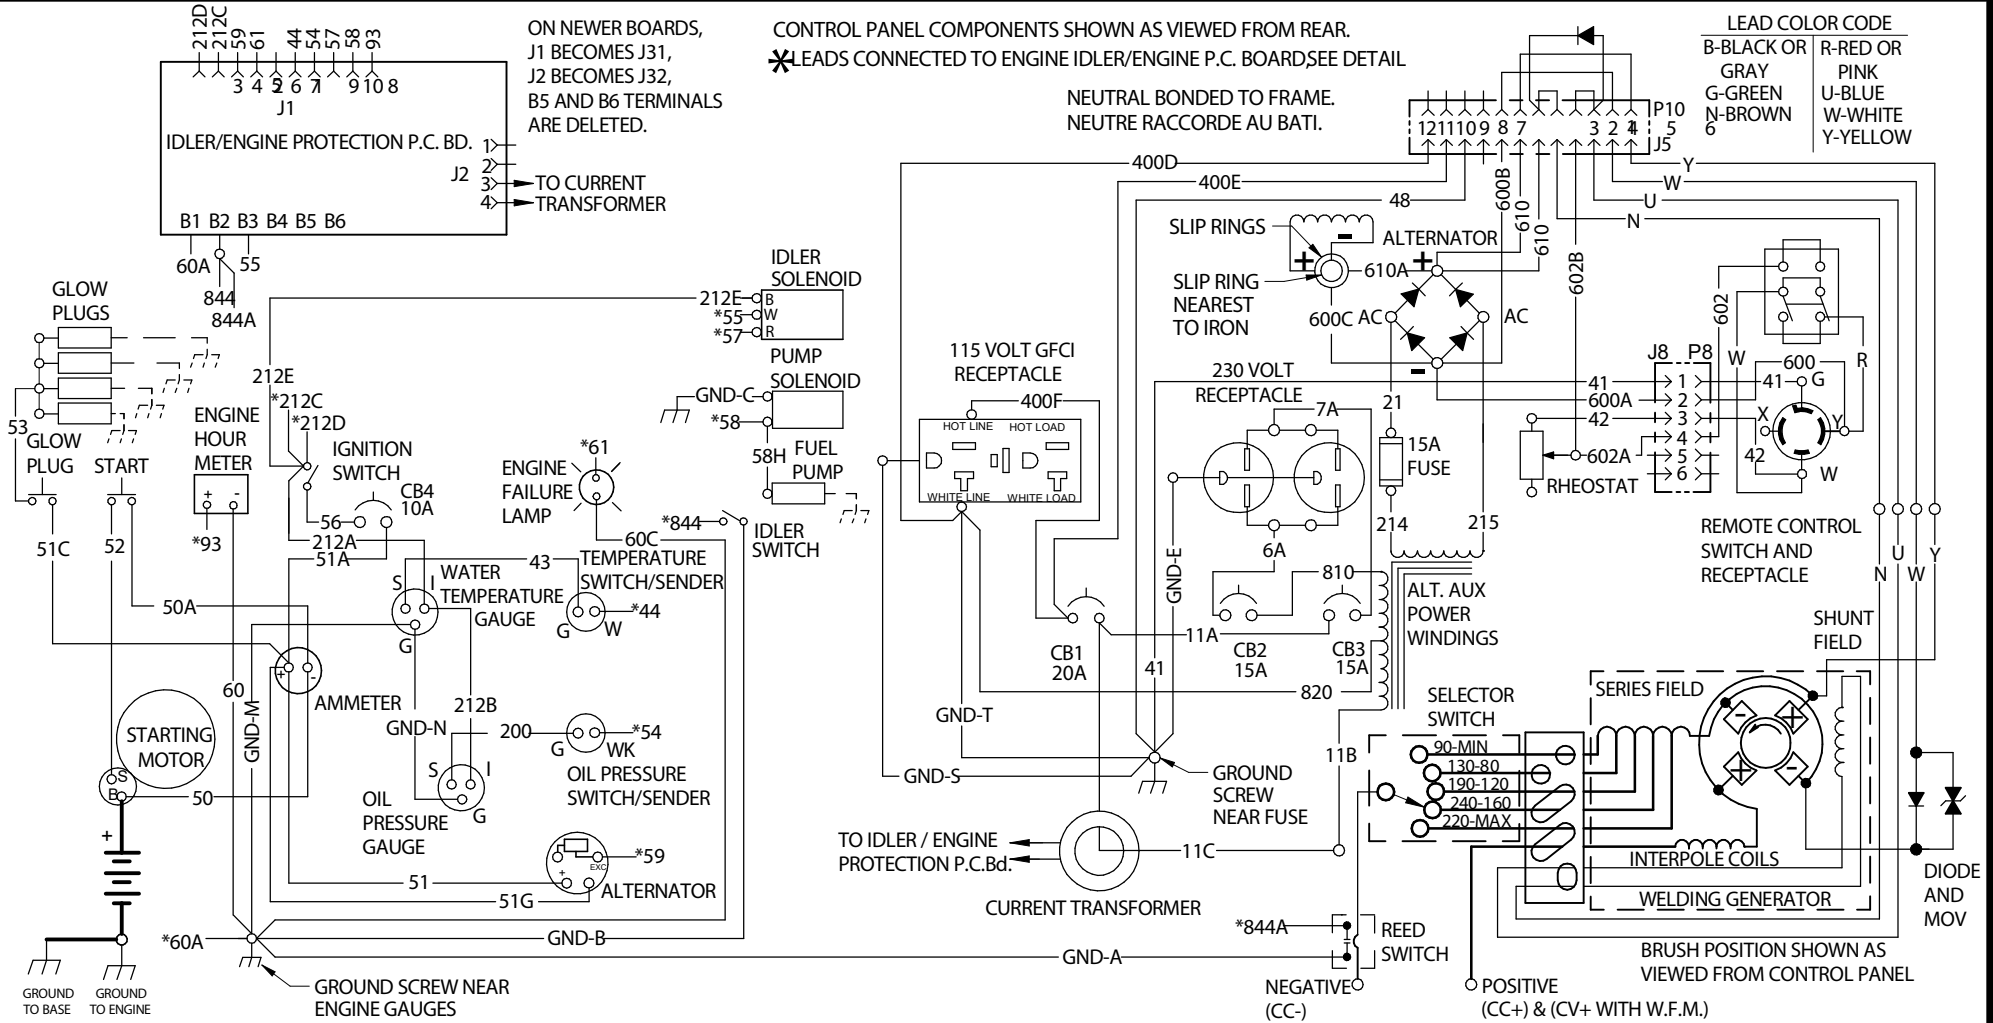 212D
212C
59
61
44
54
57
58
93
3 4 5 2 6 7 1 9 10 8
J1
IDLER/ENGINE PROTECTION P.C. BD.
1
2
J2
3
4
TO CURRENT
TRANSFORMER
B1 B2 B3 B4 B5 B6
60A
55
844
844A
ON NEWER BOARDS,
J1 BECOMES J31,
J2 BECOMES J32,
B5 AND B6 TERMINALS
ARE DELETED.
CONTROL PANEL COMPONENTS SHOWN AS VIEWED FROM REAR.
*LEADS CONNECTED TO ENGINE IDLER/ENGINE P.C. BOARD,SEE DETAIL
NEUTRAL BONDED TO FRAME.
NEUTRE RACCORDE AU BATI.
LEAD COLOR CODE
B-BLACK OR
GRAY
G-GREEN
N-BROWN
R-RED OR
PINK
U-BLUE
W-WHITE
Y-YELLOW
6
P10
5
J5
12 11 10 9 8 7 3 2 4
400D
400E
48
600B
610
610
602B
Y
W
U
N
SLIP RINGS
SLIP RING
NEAREST
TO IRON
-
+
ALTERNATOR
610A
+
600C
AC
AC
-
IDLER
SOLENOID
212E
B
*55
W
*57
R
PUMP
SOLENOID
GND-C
*58
58H
FUEL
PUMP
GLOW
PLUGS
53
GLOW
PLUG
START
51C
52
ENGINE
HOUR
METER
+ -
*93
212E
*212C
*212D
IGNITION
SWITCH
CB4
10A
56
212A
51A
*61
ENGINE
FAILURE
LAMP
60C
*844
IDLER
SWITCH
43
TEMPERATURE
SWITCH/SENDER
WATER
TEMPERATURE
GAUGE
S I
G
G W
*44
50A
60
GND-M
+ -
AMMETER
STARTING
MOTOR
S
B
50
+
GND-N
212B
200
G WK
*54
OIL PRESSURE
SWITCH/SENDER
S I
G
OIL
PRESSURE
GAUGE
*59
EXC
+
ALTERNATOR
51
51G
*60A
GND-B
GND-A
GROUND
TO BASE
GROUND
TO ENGINE
GROUND SCREW NEAR
ENGINE GAUGES
115 VOLT GFCI
RECEPTACLE
400F
HOT LINE HOT LOAD
WHITE LINE WHITE LOAD
230 VOLT
RECEPTACLE
7A
6A
21
15A
FUSE
214
215
GND-E
810
CB1
20A
11A
CB2
15A
CB3
15A
ALT. AUX
POWER
WINDINGS
41
820
GND-T
GND-S
GROUND
SCREW
NEAR FUSE
11B
11C
TO IDLER / ENGINE
PROTECTION P.C.Bd.
CURRENT TRANSFORMER
*844A
REED
SWITCH
NEGATIVE
(CC-)
POSITIVE
(CC+) & (CV+ WITH W.F.M.)
41
600A
42
602A
RHEOSTAT
J8 P8
1
2
3
4
5
6
602
W
600
R
41
G
X
Y
42
W
REMOTE CONTROL
SWITCH AND
RECEPTACLE
N
U
W
Y
SHUNT
FIELD
SELECTOR
SWITCH
90-MIN
130-80
190-120
240-160
220-MAX
SERIES FIELD
- +
+ -
INTERPOLE COILS
WELDING GENERATOR
DIODE
AND
MOV
BRUSH POSITION SHOWN AS
VIEWED FROM CONTROL PANEL